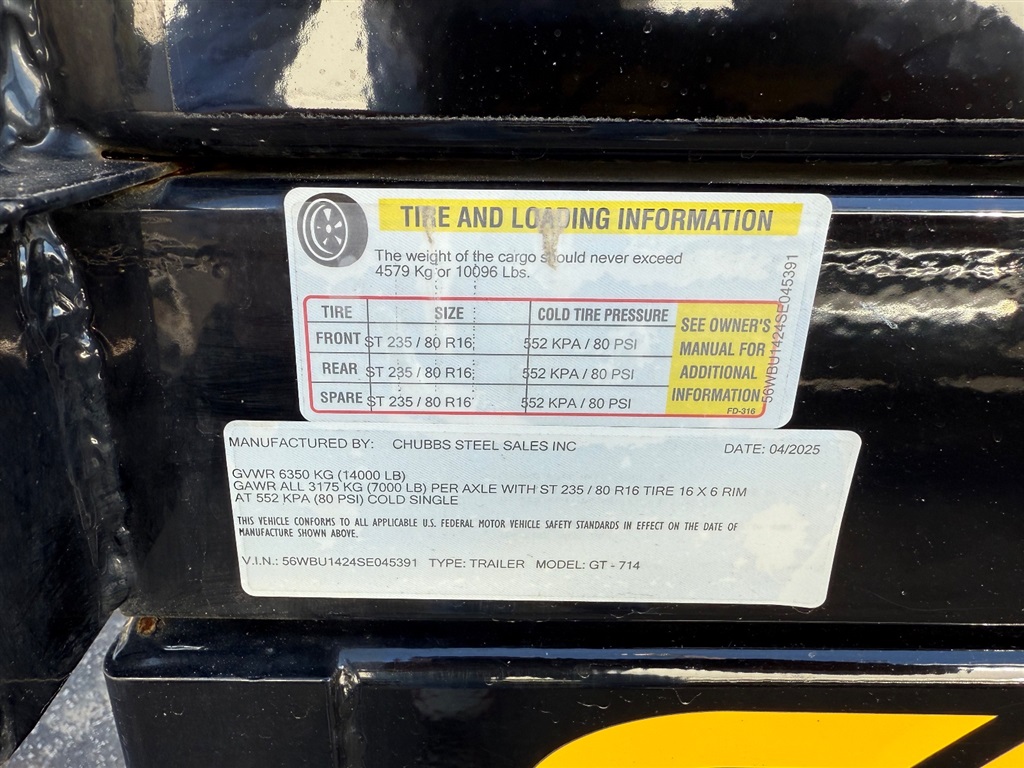 TIRE AND LOADING INFORMATION
The weight of the cargo should never exceed
4579 Kg or 10096 Lbs.
TIRE SIZE COLD TIRE PRESSURE
FRONT ST 235 / 80 R16 552 KPA / 80 PSI
REAR ST 235 / 80 R16 552 KPA / 80 PSI
SPARE ST 235 / 80 R16 552 KPA / 80 PSI
SEE OWNER'S
MANUAL FOR
ADDITIONAL
INFORMATION
FD-316
56WBU1424SE045391
MANUFACTURED BY: CHUBBS STEEL SALES INC DATE: 04/2025
GVWR 6350 KG (14000 LB)
GAWR ALL 3175 KG (7000 LB) PER AXLE WITH ST 235 / 80 R16 TIRE 16 X 6 RIM
AT 552 KPA (80 PSI) COLD SINGLE
THIS VEHICLE CONFORMS TO ALL APPLICABLE U.S. FEDERAL MOTOR VEHICLE SAFETY STANDARDS IN EFFECT ON THE DATE OF
MANUFACTURE SHOWN ABOVE.
V.I.N.: 56WBU1424SE045391 TYPE: TRAILER MODEL: GT - 714